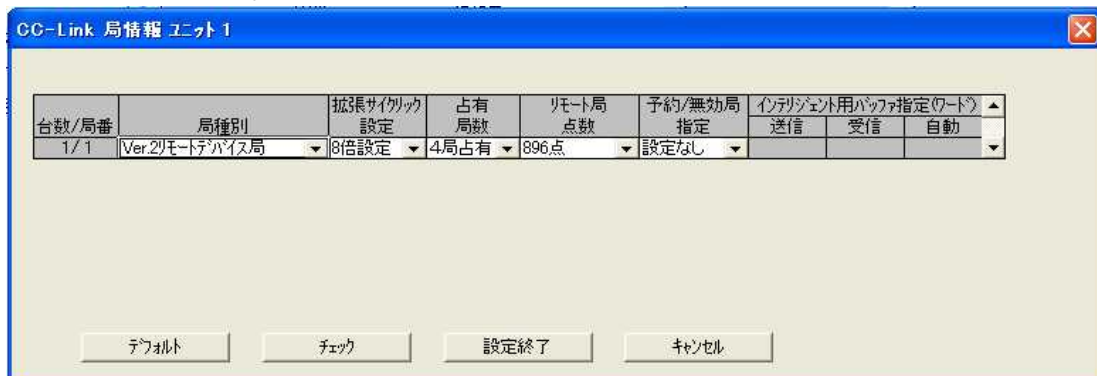 CC-Link 局情報 ユニット 1
台数/局番 局種別 拡張サイクリック設定 占有局数 リモート局点数 予約/無効局指定 インテリジェント用バッファ指定(ワード)
送信 受信 自動
1/1 Ver.2リモートデバイス局 8倍設定 4局占有 896点 設定なし
デフォルト チェック 設定終了 キャンセル